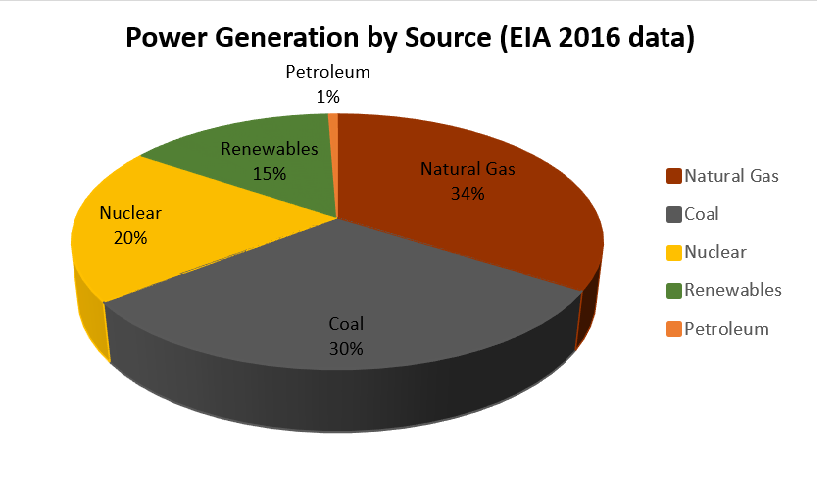 Power Generation by Source (EIA 2016 data)
Petroleum
1%
Renewables
15%
Natural Gas
34%
Nuclear
20%
Coal
30%
Natural Gas
Coal
Nuclear
Renewables
Petroleum